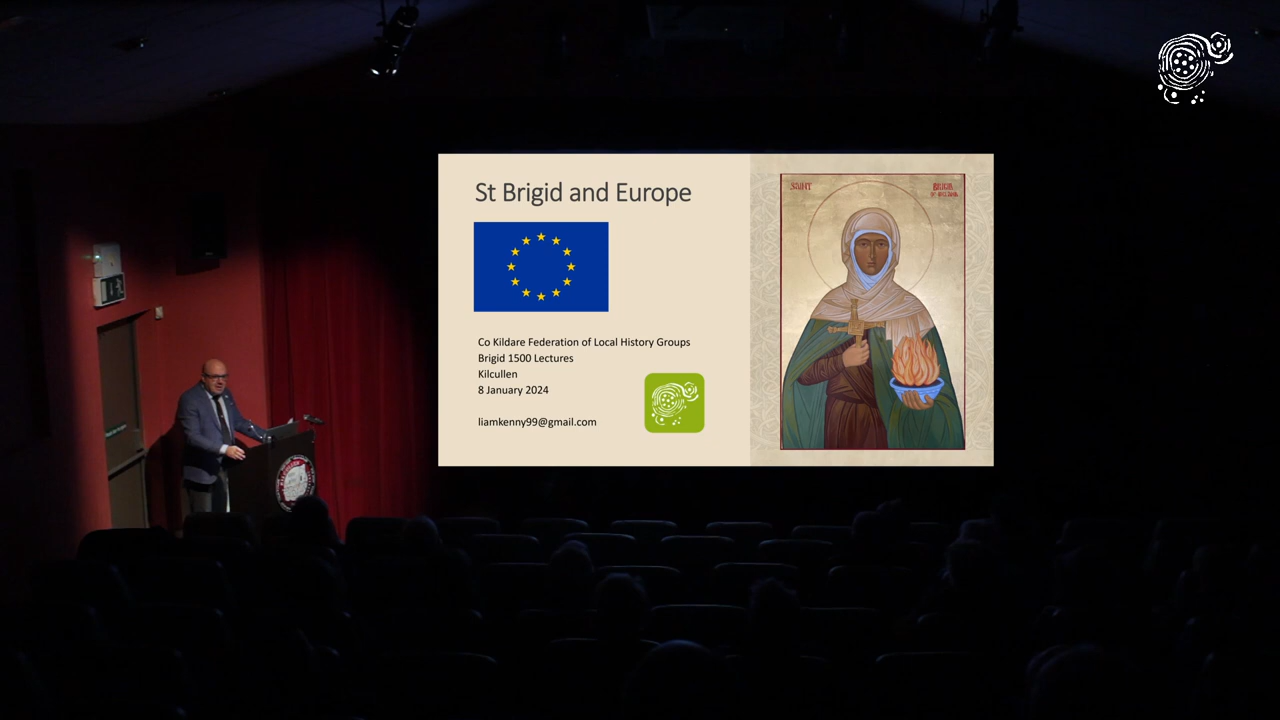 St Brigid and Europe
Co Kildare Federation of Local History Groups
Brigid 1500 Lectures
Kilcullen
8 January 2024
liamkenny99@gmail.com
SAINT